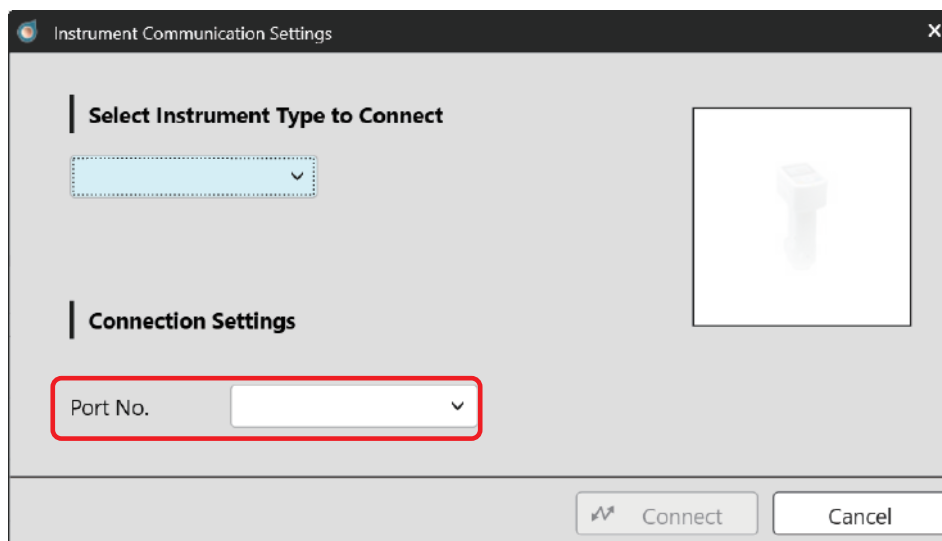 Instrument Communication Settings
Select Instrument Type to Connect
Connection Settings
Port No.
Connect
Cancel